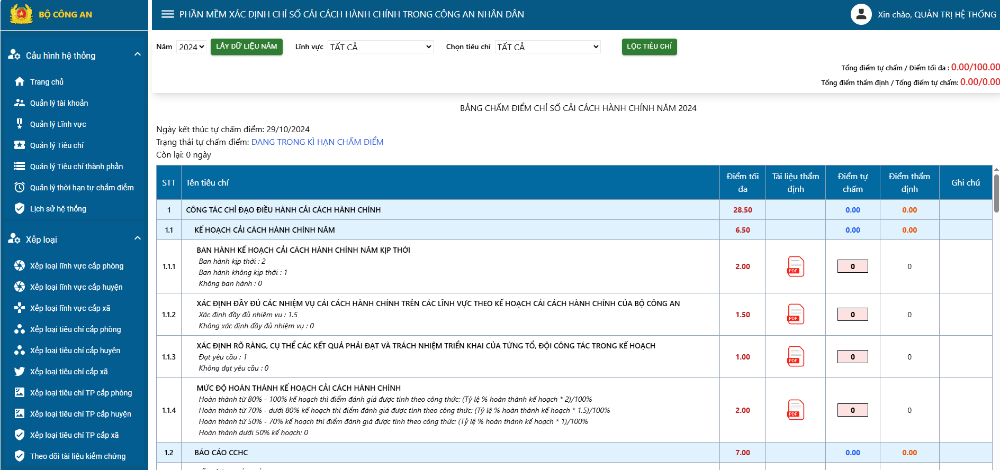 BỘ CÔNG AN
PHẦN MỀM XÁC ĐỊNH CHỈ SỐ CẢI CÁCH HÀNH CHÍNH TRONG CÔNG AN NHÂN DÂN
Xin chào, QUẢN TRỊ HỆ THỐNG
Cấu hình hệ thống
Trang chủ
Quản lý tài khoản
Quản lý Lĩnh vực
Quản lý Tiêu chí
Quản lý Tiêu chí thành phần
Quản lý thời hạn tự chấm điểm
Lịch sử hệ thống
Xếp loại
Xếp loại lĩnh vực cấp phòng
Xếp loại lĩnh vực cấp huyện
Xếp loại lĩnh vực cấp xã
Xếp loại tiêu chí cấp phòng
Xếp loại tiêu chí cấp huyện
Xếp loại tiêu chí cấp xã
Xếp loại tiêu chí TP cấp phòng
Xếp loại tiêu chí TP cấp huyện
Xếp loại tiêu chí TP cấp xã
Theo dõi tài liệu kiểm chứng
Năm 2024 LẤY DỮ LIỆU NĂM Lĩnh vực TẤT CẢ Chọn tiêu chí TẤT CẢ LỌC TIÊU CHÍ
Tổng điểm tự chấm / Điểm tối đa : 0.00/100.00
Tổng điểm thẩm định / Tổng điểm tự chấm: 0.00/0.00
BẢNG CHẤM ĐIỂM CHỈ SỐ CẢI CÁCH HÀNH CHÍNH NĂM 2024
Ngày kết thúc tự chấm điểm: 29/10/2024
Trạng thái tự chấm điểm: ĐANG TRONG KÌ HẠN CHẤM ĐIỂM
Còn lại: 0 ngày
STT Tên tiêu chí Điểm tối đa Tài liệu thẩm định Điểm tự chấm Điểm thẩm định Ghi chú
1 CÔNG TÁC CHỈ ĐẠO ĐIỀU HÀNH CẢI CÁCH HÀNH CHÍNH 28.50 0.00 0.00
1.1 KẾ HOẠCH CẢI CÁCH HÀNH CHÍNH NĂM 6.50 0.00 0.00
BAN HÀNH KẾ HOẠCH CẢI CÁCH HÀNH CHÍNH NĂM KỊP THỜI
Ban hành kịp thời : 2
1.1.1 Ban hành không kịp thời : 1 2.00 PDF 0 0
Không ban hành : 0
XÁC ĐỊNH ĐẦY ĐỦ CÁC NHIỆM VỤ CẢI CÁCH HÀNH CHÍNH TRÊN CÁC LĨNH VỰC THEO KẾ HOẠCH CẢI CÁCH HÀNH CHÍNH CỦA BỘ CÔNG AN
1.1.2 Xác định đầy đủ nhiệm vụ : 1.5 1.50 PDF 0 0
Không xác định đầy đủ nhiệm vụ : 0
XÁC ĐỊNH RÕ RÀNG, CỤ THỂ CÁC KẾT QUẢ PHẢI ĐẠT VÀ TRÁCH NHIỆM TRIỂN KHAI CỦA TỪNG TỔ, ĐỘI CÔNG TÁC TRONG KẾ HOẠCH
1.1.3 Đạt yêu cầu : 1 1.00 PDF 0 0
Không đạt yêu cầu : 0
MỨC ĐỘ HOÀN THÀNH KẾ HOẠCH CẢI CÁCH HÀNH CHÍNH
Hoàn thành từ 80% - 100% kế hoạch thì điểm đánh giá được tính theo công thức: (Tỷ lệ % hoàn thành kế hoạch * 2)/100%
1.1.4 Hoàn thành từ 70% - dưới 80% kế hoạch thì điểm đánh giá được tính theo công thức: (Tỷ lệ % hoàn thành kế hoạch * 1.5)/100% 2.00 PDF 0 0
Hoàn thành từ 50% - 70% kế hoạch thì điểm đánh giá được tính theo công thức: (Tỷ lệ % hoàn thành kế hoạch * 1)/100%
Hoàn thành dưới 50% kế hoạch: 0
1.2 BÁO CÁO CCHC 7.00 0.00 0.00